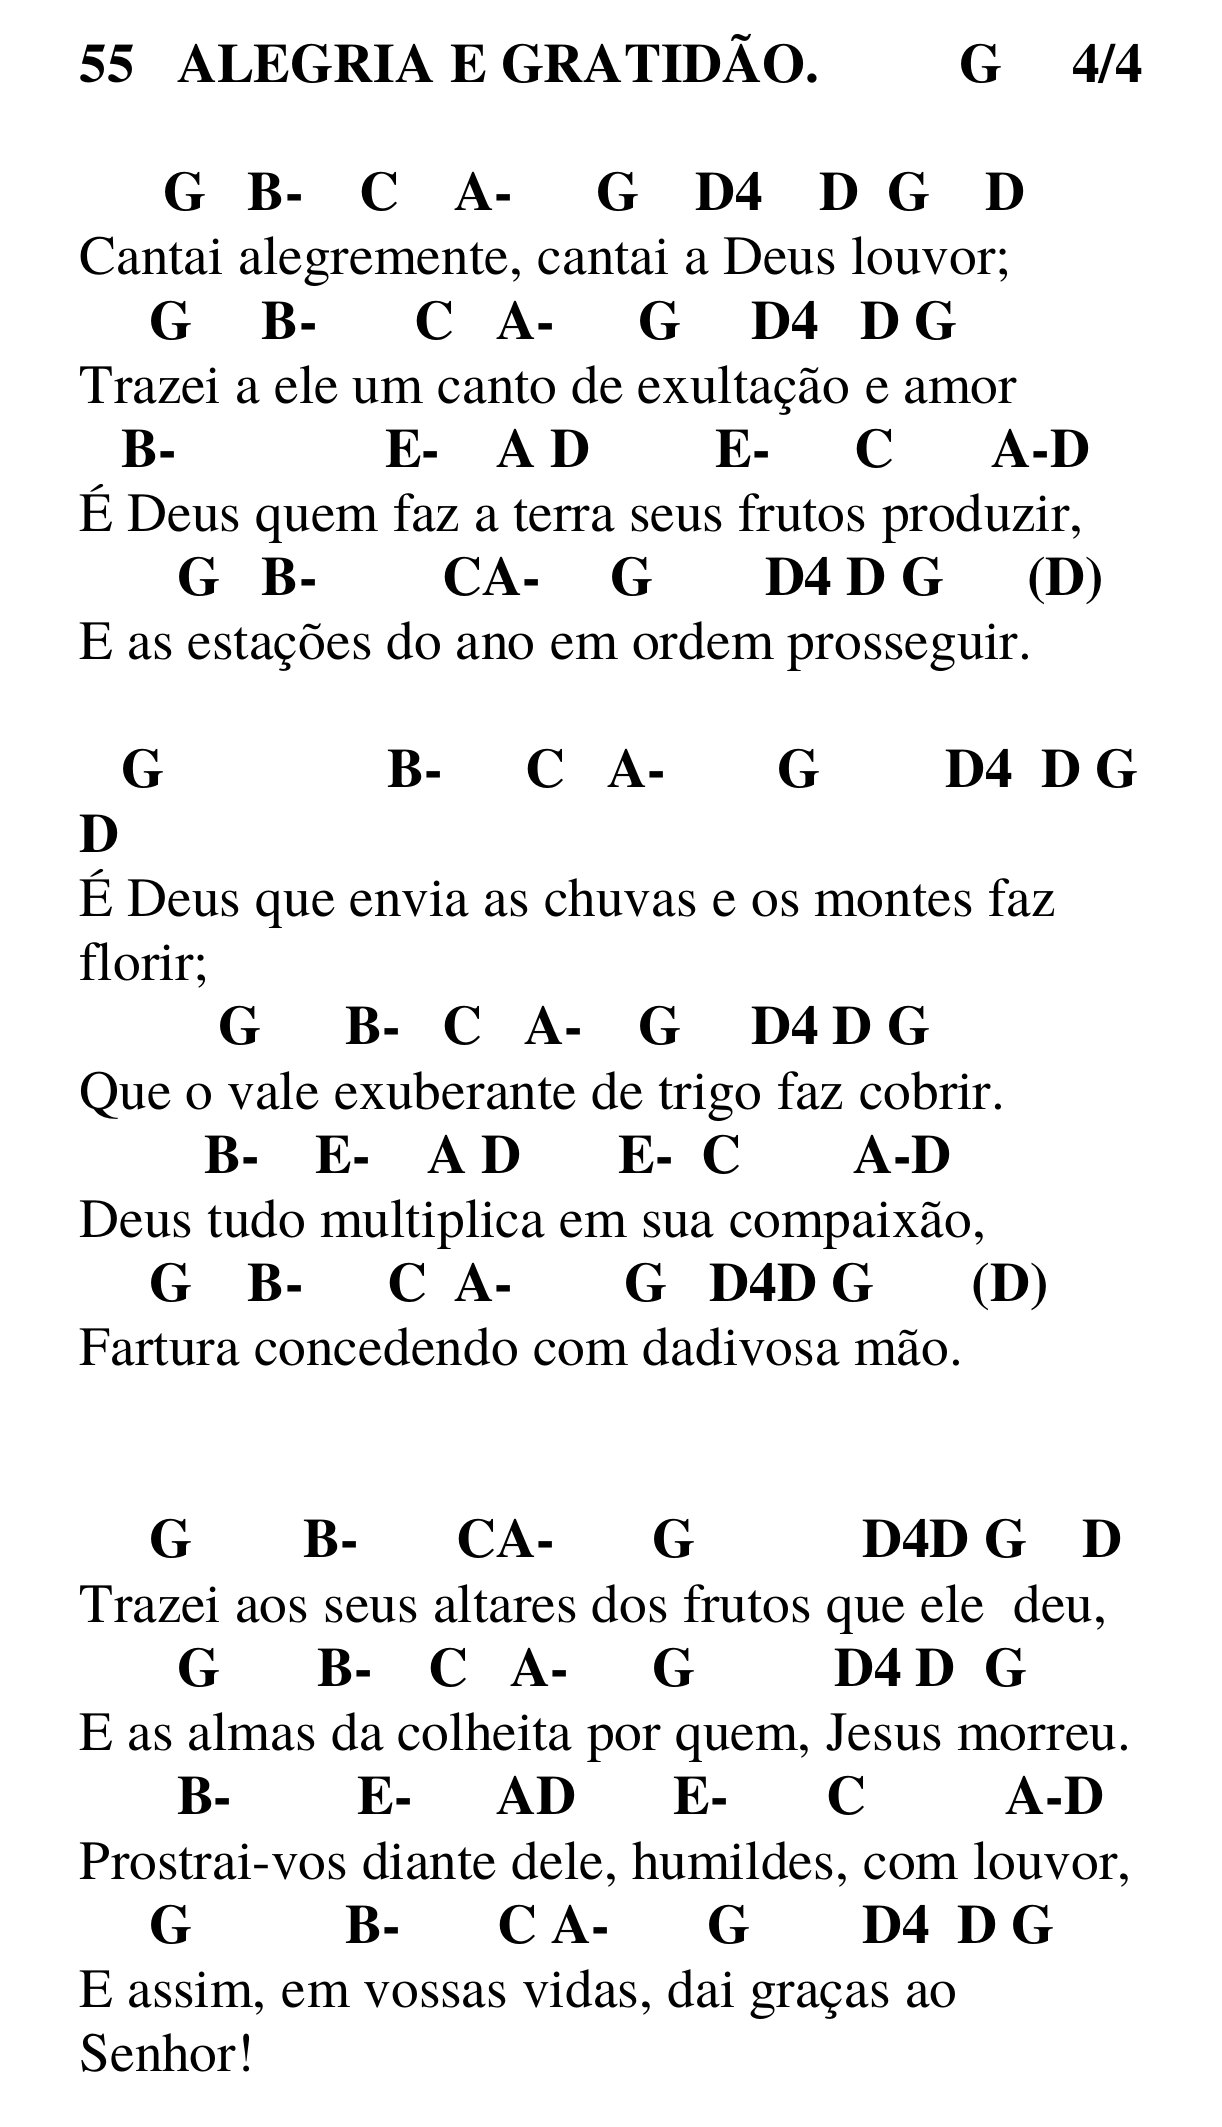 55 ALEGRIA E GRATIDÃO. G 4/4
G B- C A- G D4 D G D
Cantai alegremente, cantai a Deus louvor;
G B- C A- G D4 D G
Trazei a ele um canto de exultação e amor
B- E- A D E- C A-D
É Deus quem faz a terra seus frutos produzir,
G B- CA- G D4 D G (D)
E as estações do ano em ordem prosseguir.
G B- C A- G D4 D G
D
É Deus que envia as chuvas e os montes faz
florir;
G B- C A- G D4 D G
Que o vale exuberante de trigo faz cobrir.
B- E- A D E- C A-D
Deus tudo multiplica em sua compaixão,
G B- C A- G D4D G (D)
Fartura concedendo com dadivosa mão.
G B- CA- G D4D G D
Trazei aos seus altares dos frutos que ele deu,
G B- C A- G D4 D G
E as almas da colheita por quem, Jesus morreu.
B- E- AD E- C A-D
Prostrai-vos diante dele, humildes, com louvor,
G B- C A- G D4 D G
E assim, em vossas vidas, dai graças ao
Senhor!